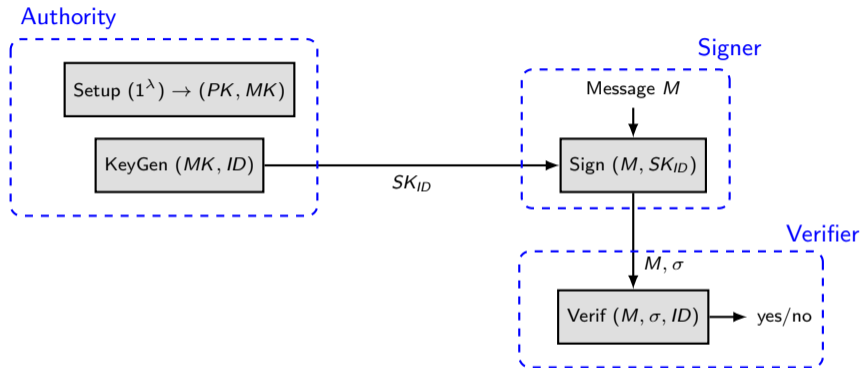 Authority
Signer
Setup (1^λ) → (PK, MK)
Message M
KeyGen (MK, ID)
SK_ID
Sign (M, SK_ID)
Verifier
M, σ
Verif (M, σ, ID)
yes/no